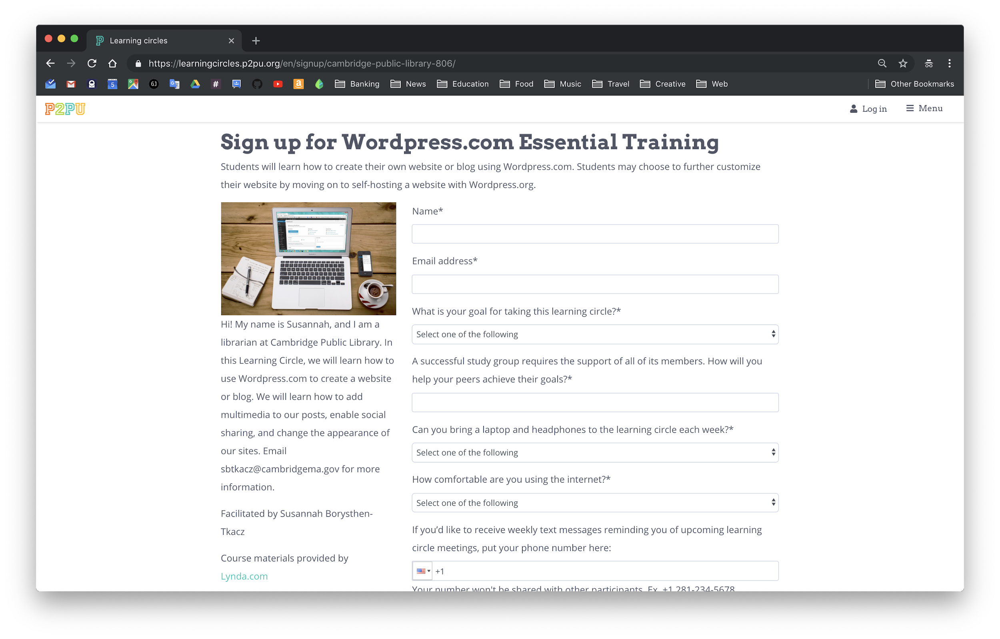 Learning circles
https://learningcircles.p2pu.org/en/signup/cambridge-public-library-806/
5 GJ # Banking News Education Food Music Travel Creative Web Other Bookmarks
P2PU Log in Menu
Sign up for Wordpress.com Essential Training
Students will learn how to create their own website or blog using Wordpress.com. Students may choose to further customize
their website by moving on to self-hosting a website with Wordpress.org.
Hi! My name is Susannah, and I am a
librarian at Cambridge Public Library. In
this Learning Circle, we will learn how to
use Wordpress.com to create a website
or blog. We will learn how to add
multimedia to our posts, enable social
sharing, and change the appearance of
our sites. Email
sbtkacz@cambridgema.gov for more
information.
Facilitated by Susannah Borysthen-
Tkacz
Course materials provided by
Lynda.com
Name*
Email address*
What is your goal for taking this learning circle?*
Select one of the following
A successful study group requires the support of all of its members. How will you
help your peers achieve their goals?*
Can you bring a laptop and headphones to the learning circle each week?*
Select one of the following
How comfortable are you using the internet?*
Select one of the following
If you’d like to receive weekly text messages reminding you of upcoming learning
circle meetings, put your phone number here:
+1
Your number won't be shared with other participants. Ex. +1 281-234-5678